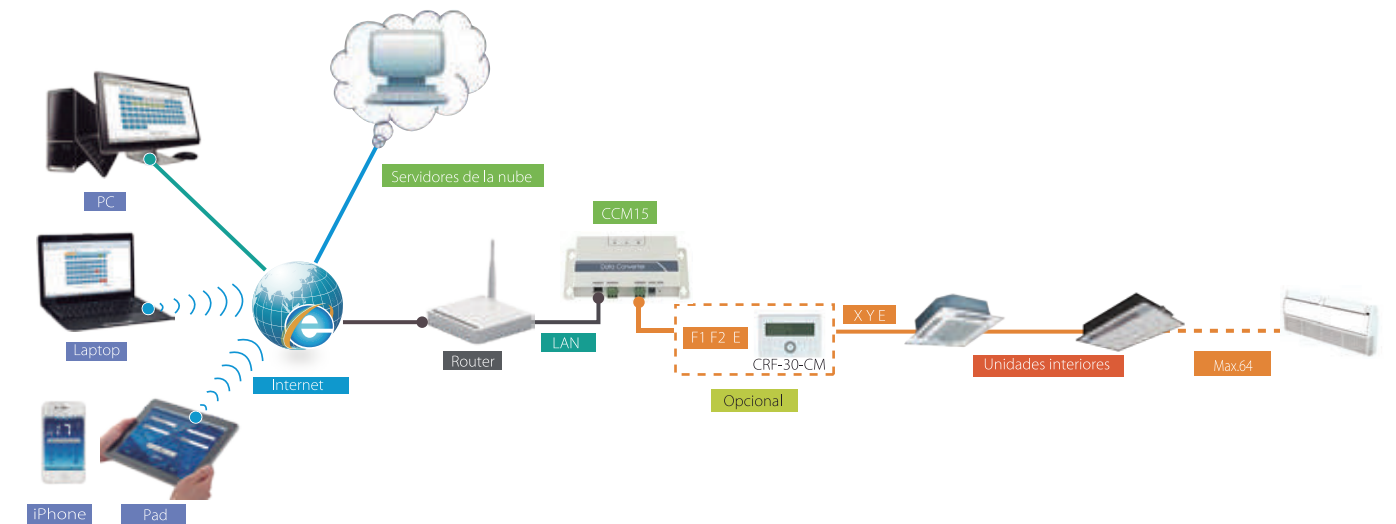 Servidores de la nube
PC
CCM15
Data Converter
Laptop
Internet
Router
LAN
F1 F2 E
CRF-30-CM
X Y E
Unidades interiores
Max.64
Opcional
iPhone
Pad